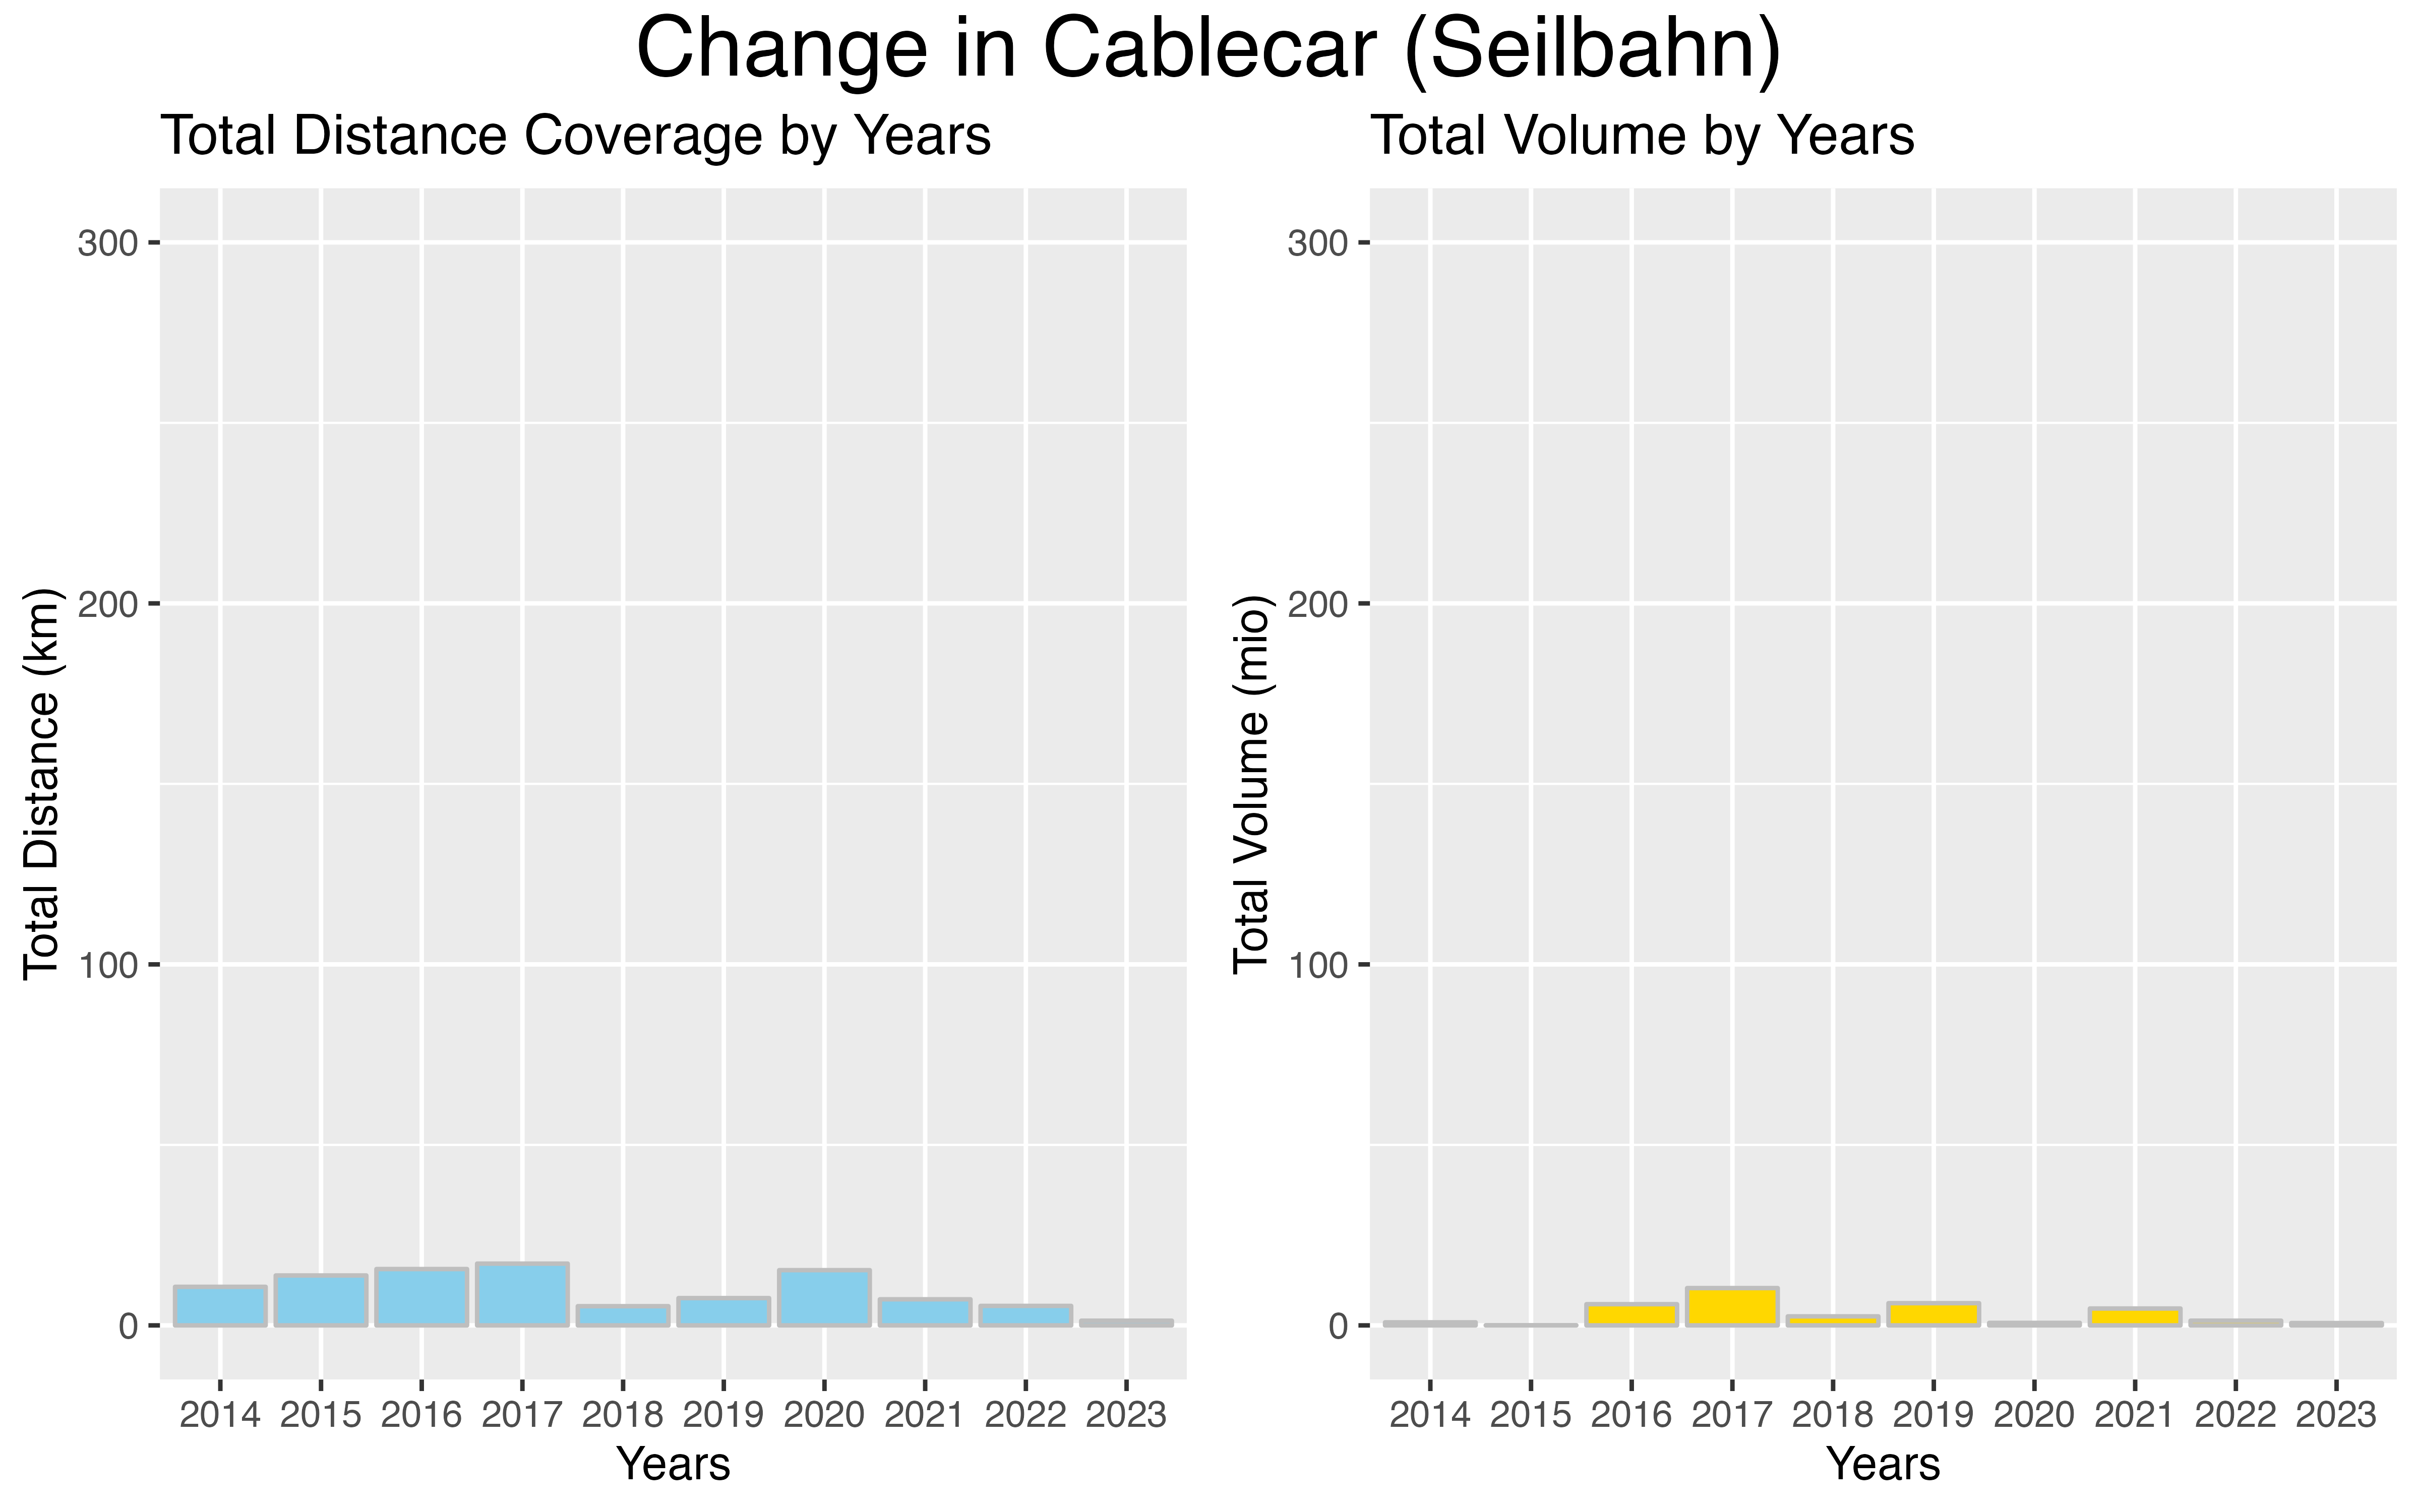 Change in Cablecar (Seilbahn)
Total Distance Coverage by Years
Total Distance (km)
300
200
100
0
2014 2015 2016 2017 2018 2019 2020 2021 2022 2023
Years
Total Volume by Years
Total Volume (mio)
300
200
100
0
2014 2015 2016 2017 2018 2019 2020 2021 2022 2023
Years